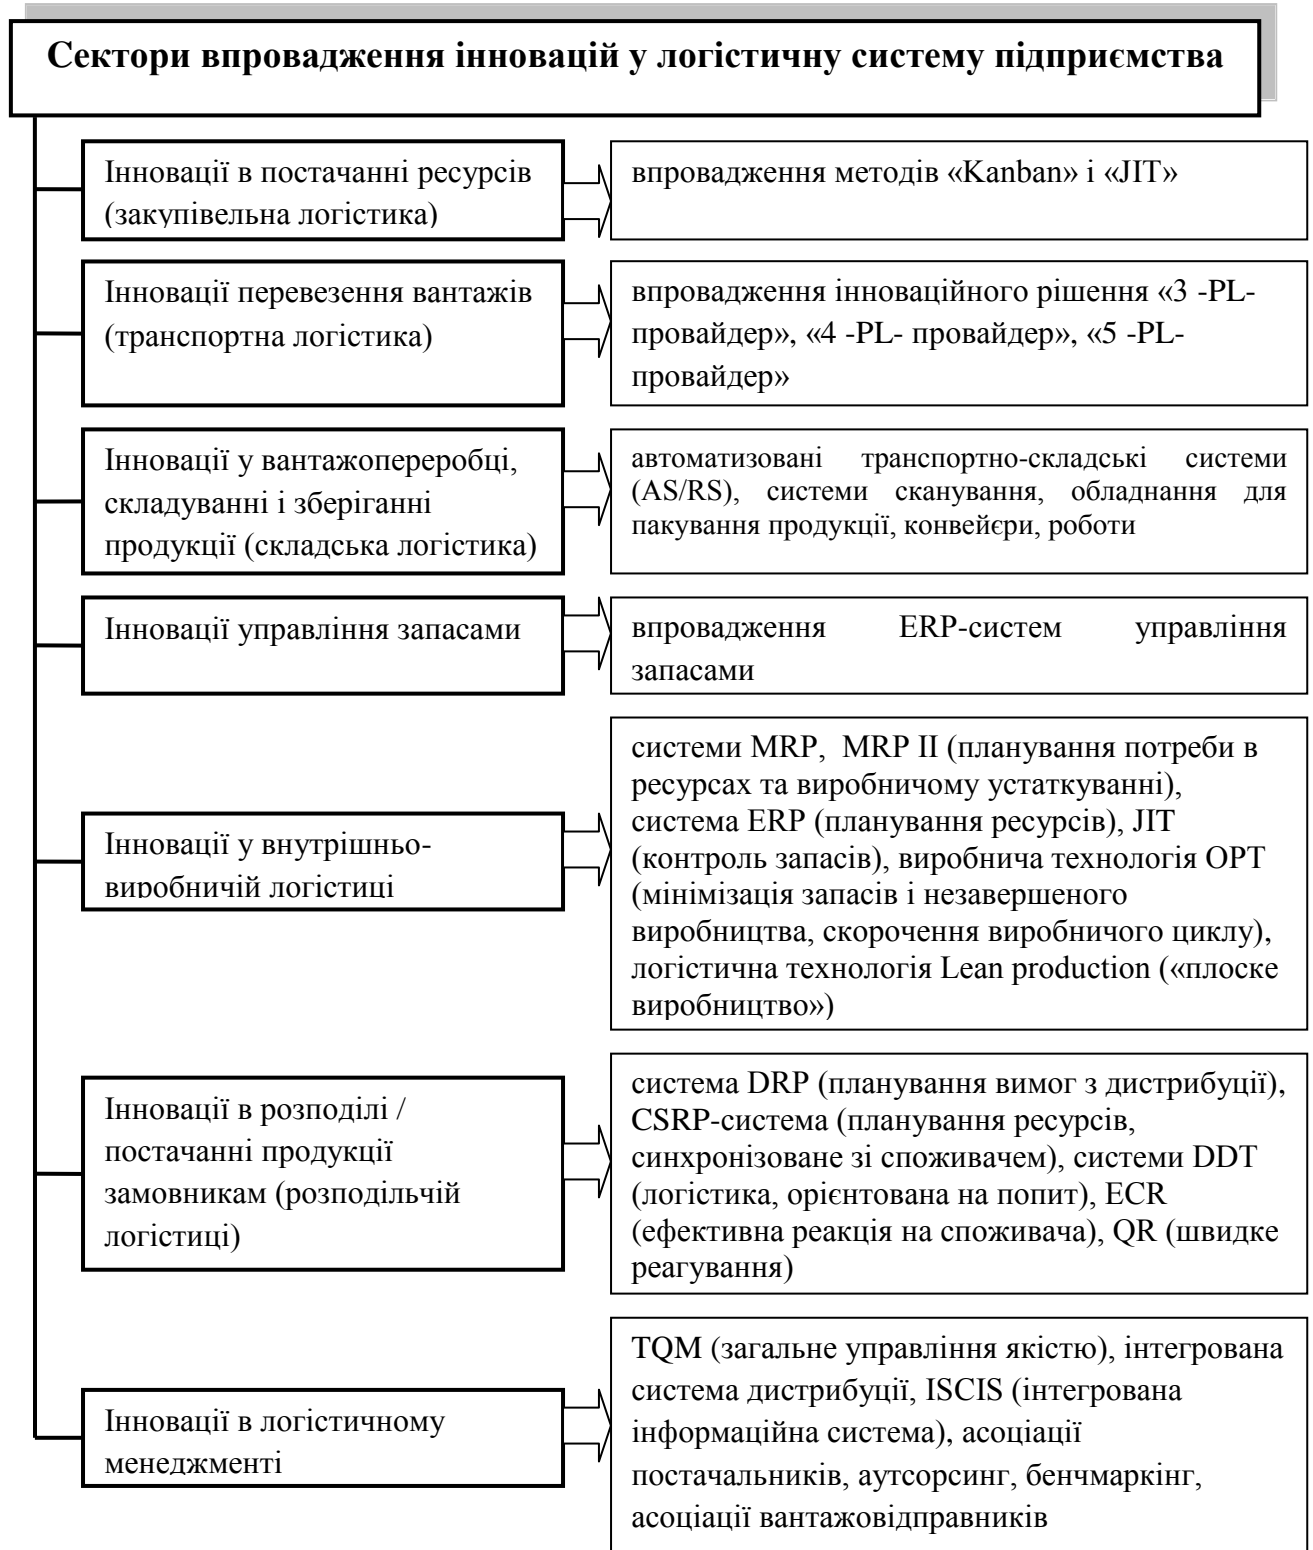 Сектори впровадження інновацій у логістичну систему підприємства
Інновації в постачанні ресурсів
(закупівельна логістика)
впровадження методів «Kanban» і «JIT»
Інновації перевезення вантажів
(транспортна логістика)
впровадження інноваційного рішення «3 -PL-
провайдер», «4 -PL- провайдер», «5 -PL-
провайдер»
Інновації у вантажопереробці,
складуванні і зберіганні
продукції (складська логістика)
автоматизовані транспортно-складські системи
(AS/RS), системи сканування, обладнання для
пакування продукції, конвейєри, роботи
Інновації управління запасами
впровадження ERP-систем управління
запасами
Інновації у внутрішньо-
виробничій логістиці
системи MRP, MRP II (планування потреби в
ресурсах та виробничому устаткуванні),
система ERP (планування ресурсів), JIT
(контроль запасів), виробнича технологія OPT
(мінімізація запасів і незавершеного
виробництва, скорочення виробничого циклу),
логістична технологія Lean production («плоске
виробництво»)
Інновації в розподілі /
постачанні продукції
замовникам (розподільчій
логістиці)
система DRP (планування вимог з дистрибуції),
CSRP-система (планування ресурсів,
синхронізоване зі споживачем), системи DDT
(логістика, орієнтована на попит), ECR
(ефективна реакція на споживача), QR (швидке
реагування)
Інновації в логістичному
менеджменті
TQM (загальне управління якістю), інтегрована
система дистрибуції, ISCIS (інтегрована
інформаційна система), асоціації
постачальників, аутсорсинг, бенчмаркінг,
асоціації вантажовідправників